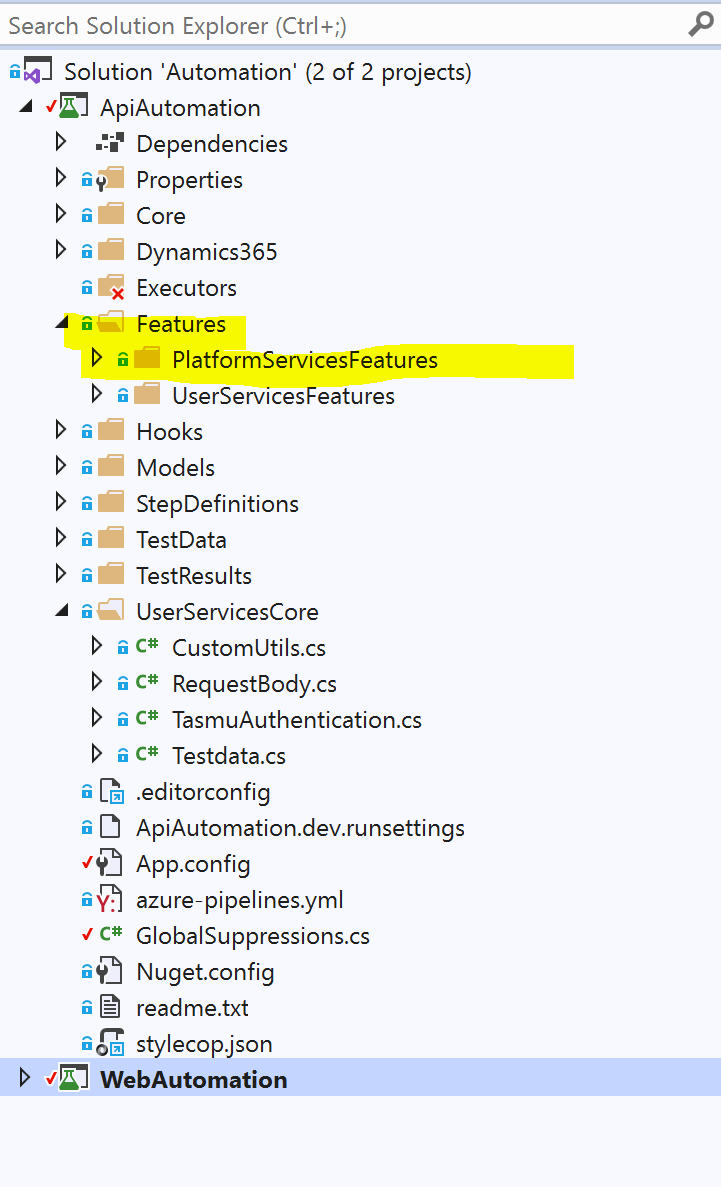 Search Solution Explorer (Ctrl+;)
Solution 'Automation' (2 of 2 projects)
ApiAutomation
Dependencies
Properties
Core
Dynamics365
Executors
Features
PlatformServicesFeatures
UserServicesFeatures
Hooks
Models
StepDefinitions
TestData
TestResults
UserServicesCore
C# CustomUtils.cs
C# RequestBody.cs
C# TasmuAuthentication.cs
C# Testdata.cs
.editorconfig
ApiAutomation.dev.runsettings
App.config
Y: azure-pipelines.yml
C# GlobalSuppressions.cs
Nuget.config
readme.txt
stylecop.json
WebAutomation